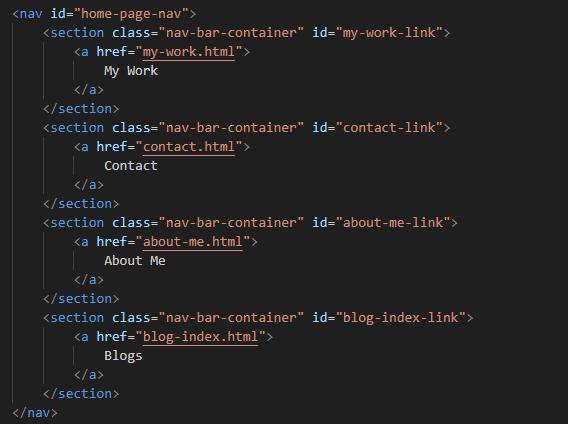 <nav id="home-page-nav">
    <section class="nav-bar-container" id="my-work-link">
        <a href="my-work.html">
            My Work
        </a>
    </section>
    <section class="nav-bar-container" id="contact-link">
        <a href="contact.html">
            Contact
        </a>
    </section>
    <section class="nav-bar-container" id="about-me-link">
        <a href="about-me.html">
            About Me
        </a>
    </section>
    <section class="nav-bar-container" id="blog-index-link">
        <a href="blog-index.html">
            Blogs
        </a>
    </section>
</nav>